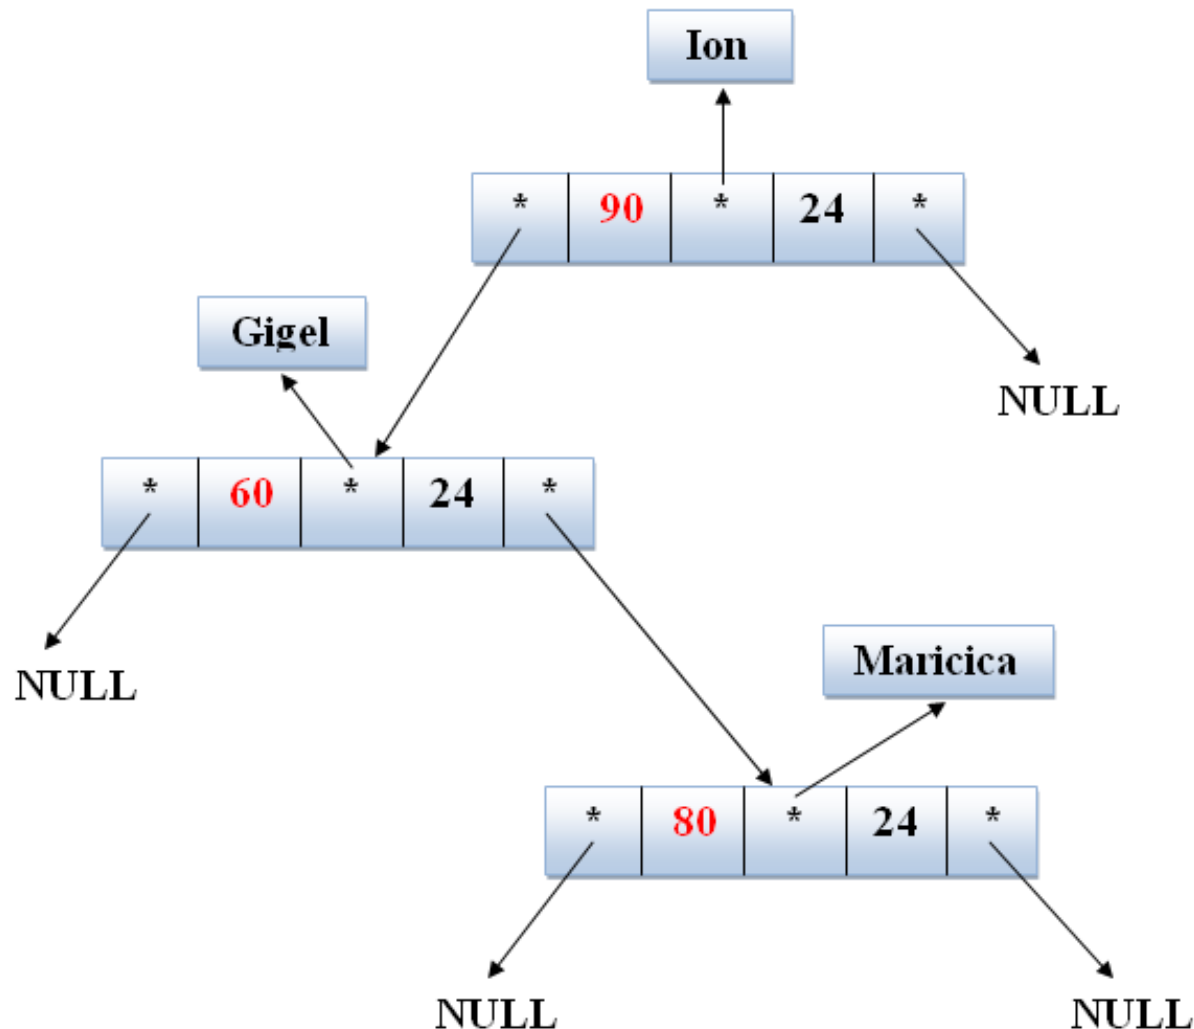 Ion
* 90 * 24 *
Gigel
NULL
* 60 * 24 *
Maricica
NULL
* 80 * 24 *
NULL NULL